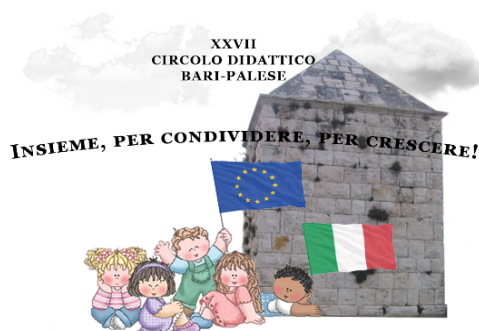 XXVII
CIRCOLO DIDATTICO
BARI-PALESE
INSIEME, PER CONDIVIDERE, PER CRESCERE!